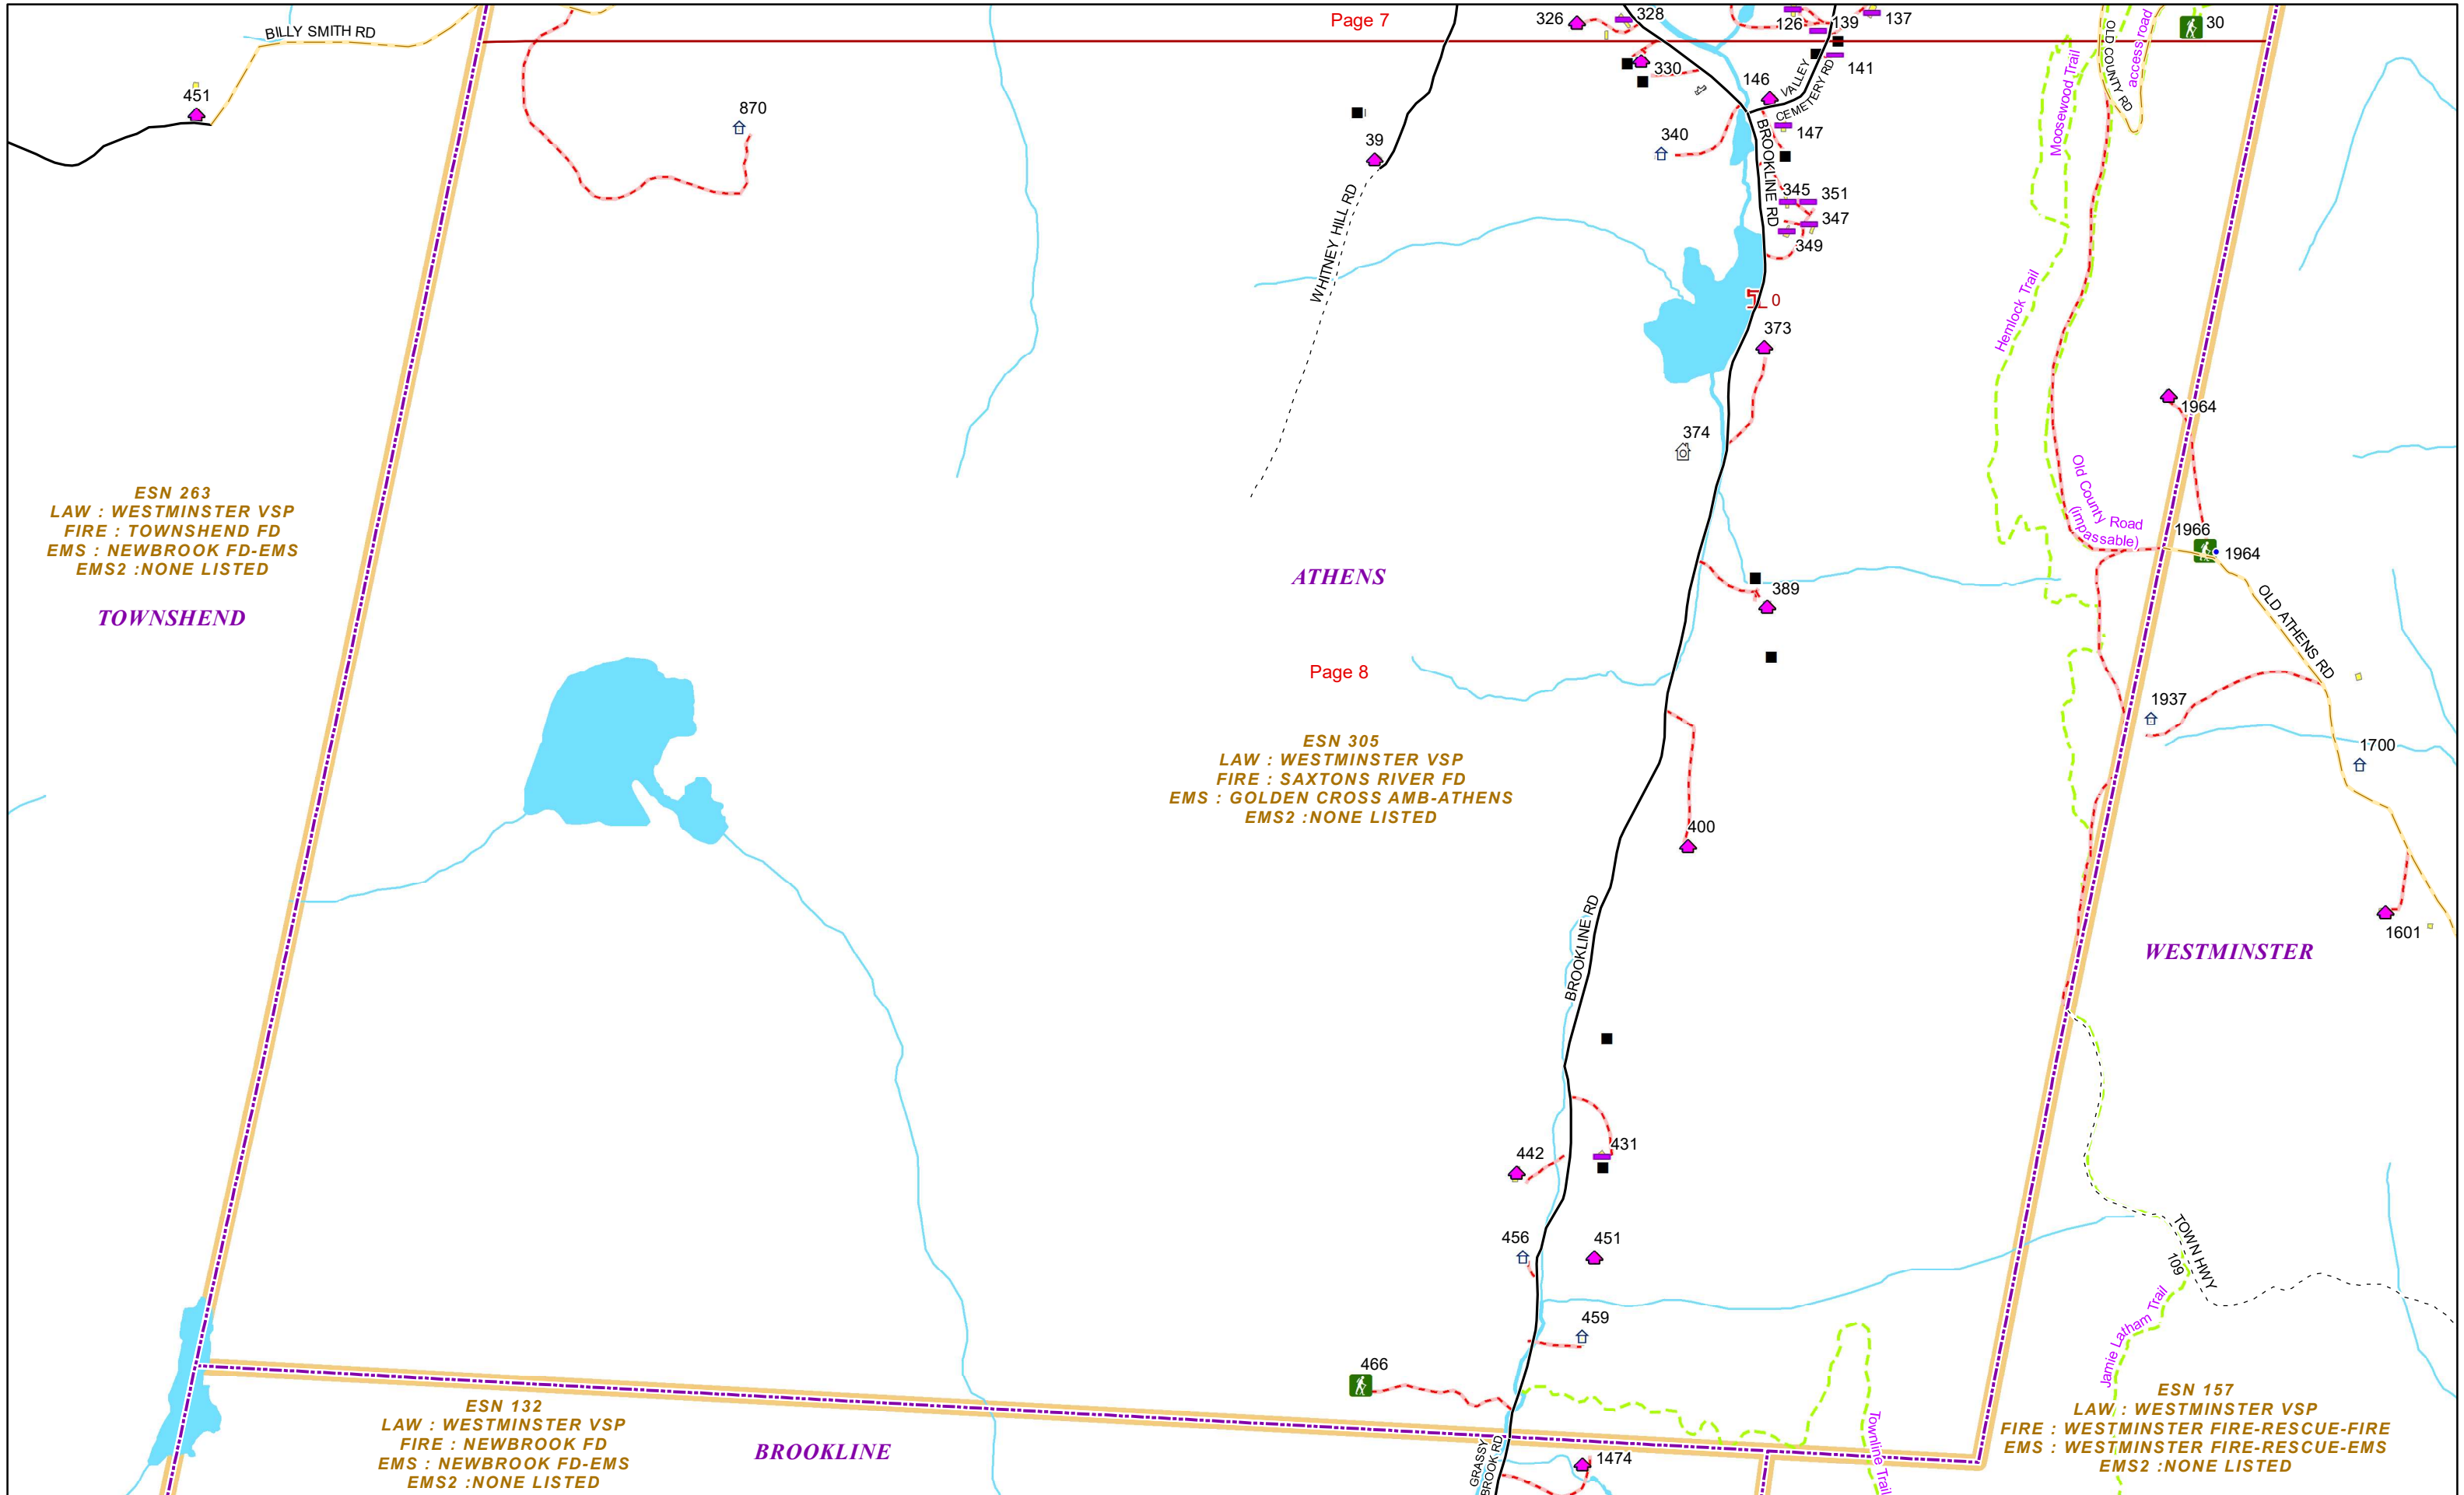 Page 7
326
328
126
139
137
30
BILLY SMITH RD
OLD COUNTY RD
access road
Moosewood Trail
330
141
146
VALLEY
CEMETERY RD
451
870
39
340
147
BROOKLINE RD
345
351
347
349
WHITNEY HILL RD
Hemlock Trail
0
373
1964
374
Old County Road
(impassable)
1966
1964
ESN 263
LAW : WESTMINSTER VSP
FIRE : TOWNSHEND FD
EMS : NEWBROOK FD-EMS
EMS2 :NONE LISTED
TOWNSHEND
ATHENS
389
OLD ATHENS RD
Page 8
1937
1700
ESN 305
LAW : WESTMINSTER VSP
FIRE : SAXTONS RIVER FD
EMS : GOLDEN CROSS AMB-ATHENS
EMS2 :NONE LISTED
400
BROOKLINE RD
1601
WESTMINSTER
442
431
456
451
TOWN HWY
109
459
Jamie Latham Trail
466
ESN 132
LAW : WESTMINSTER VSP
FIRE : NEWBROOK FD
EMS : NEWBROOK FD-EMS
EMS2 :NONE LISTED
BROOKLINE
GRASSY
BROOK RD
1474
Townline Trail
ESN 157
LAW : WESTMINSTER VSP
FIRE : WESTMINSTER FIRE-RESCUE-FIRE
EMS : WESTMINSTER FIRE-RESCUE-EMS
EMS2 :NONE LISTED